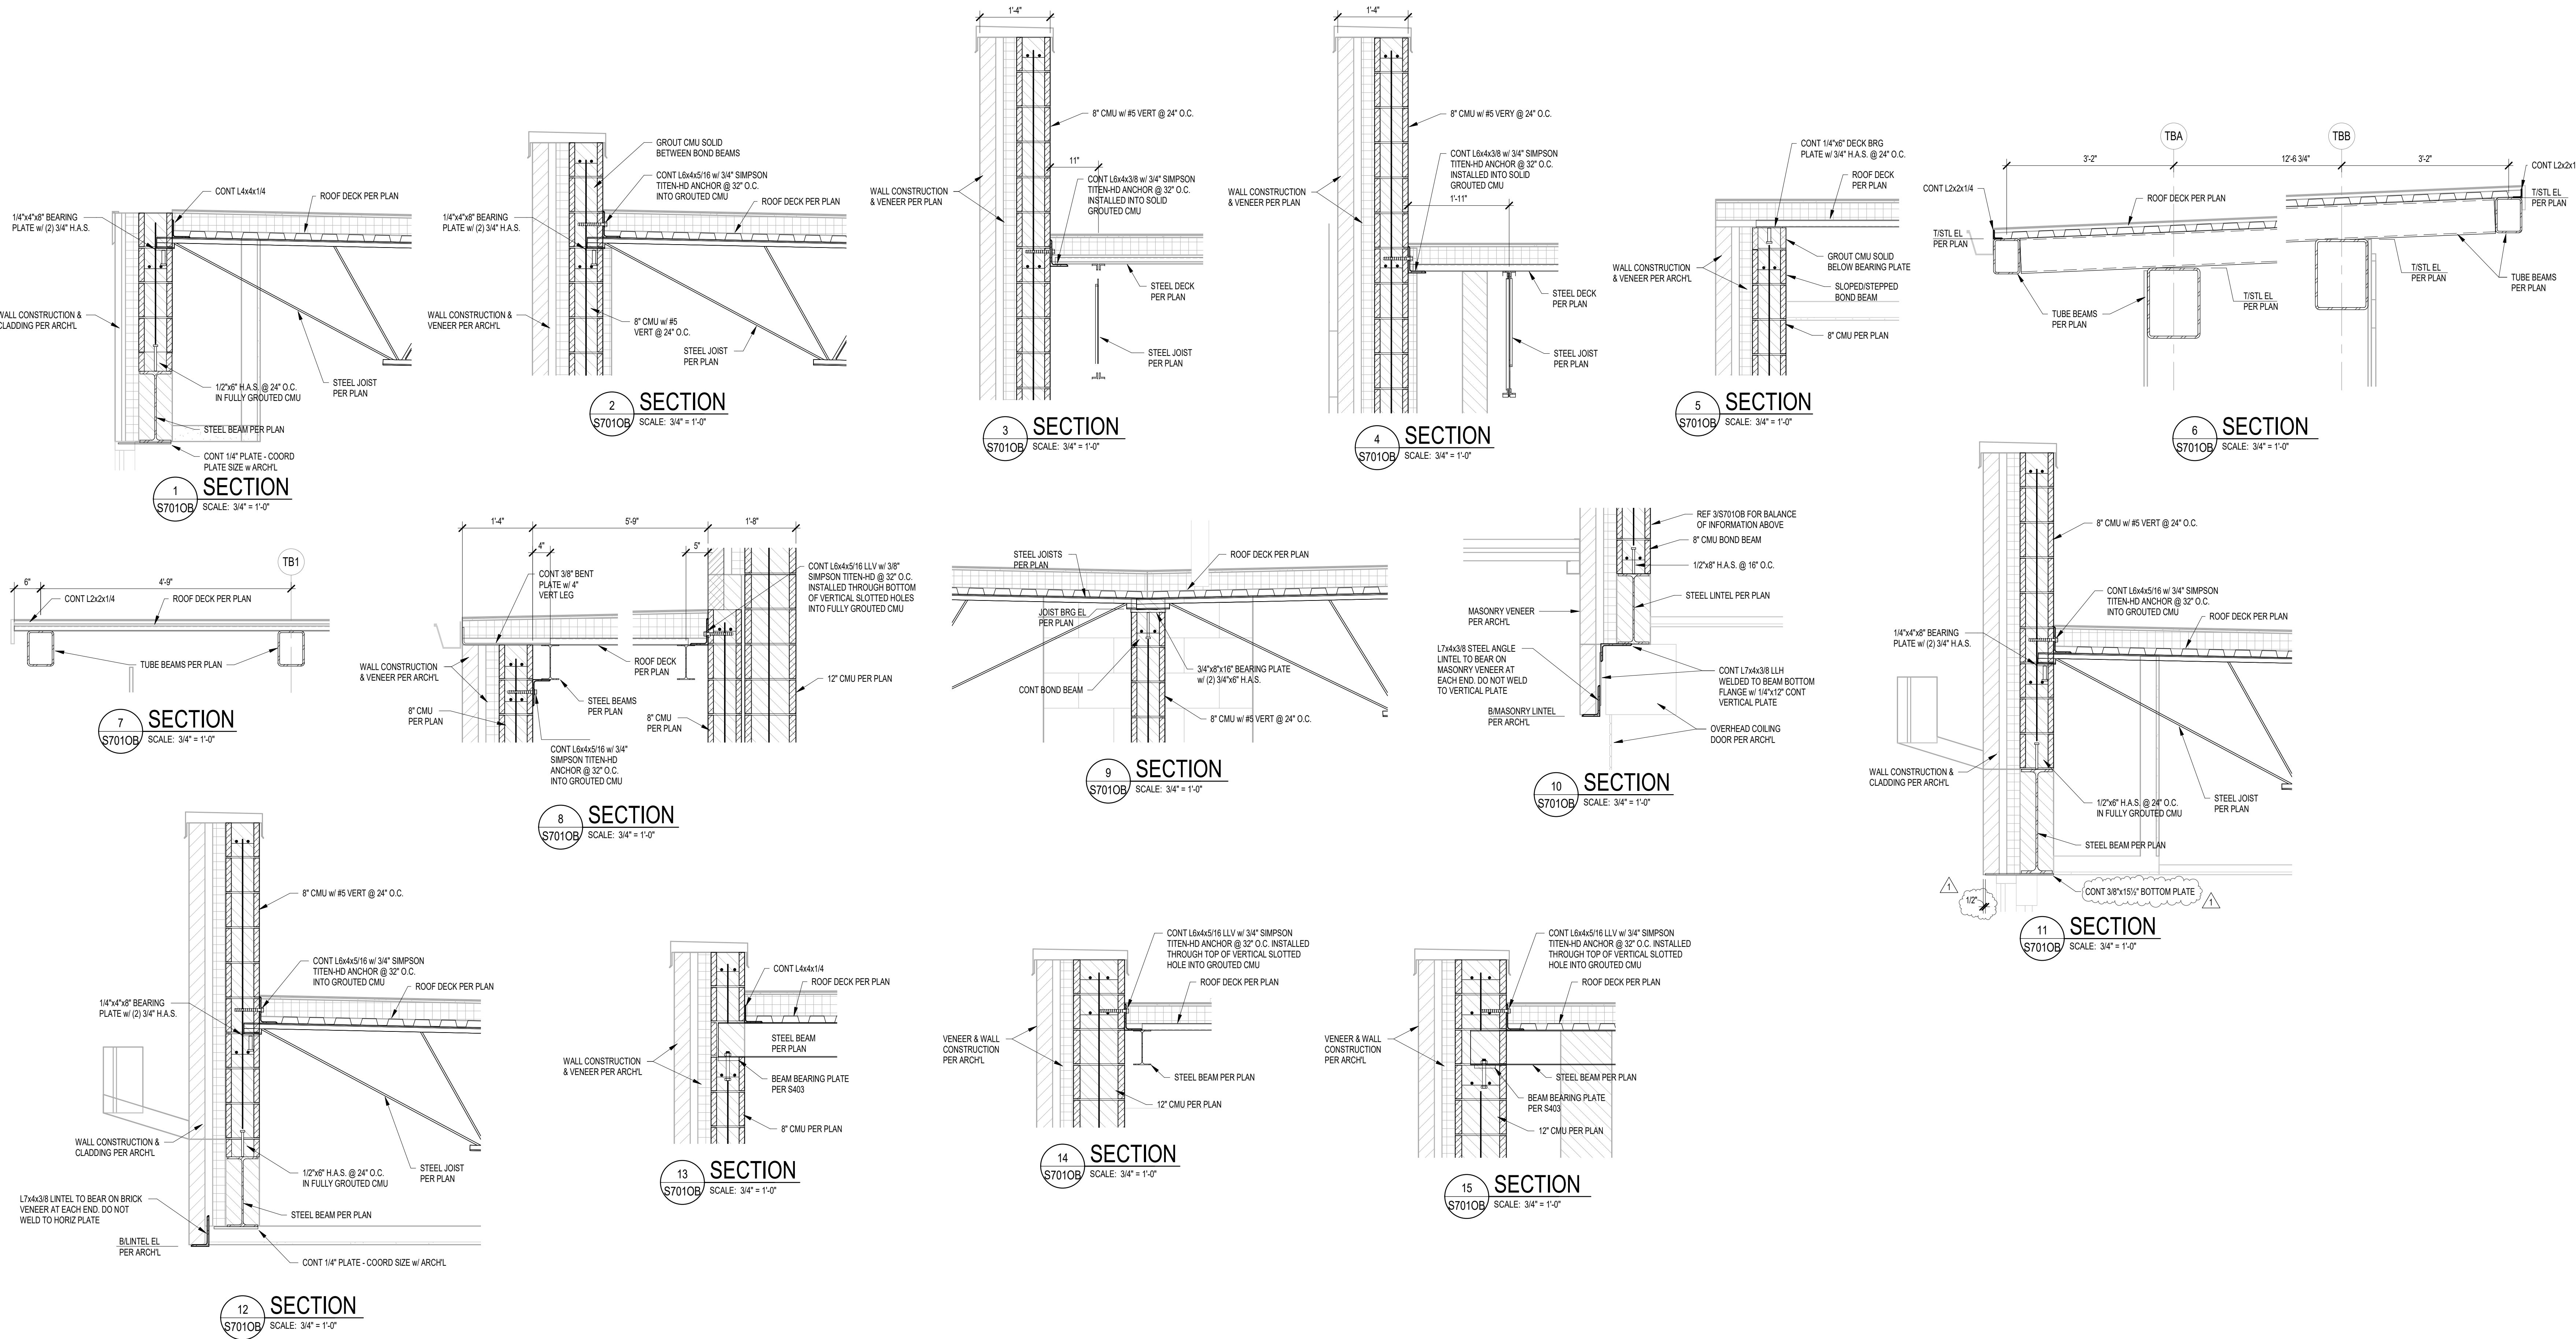 CONT L4x4x1/4
ROOF DECK PER PLAN
1/4"x4"x8" BEARING
PLATE w/ (2) 3/4" H.A.S.
WALL CONSTRUCTION &
CLADDING PER ARCH'L
1/2"x6" H.A.S. @ 24" O.C.
IN FULLY GROUTED CMU
STEEL JOIST
PER PLAN
STEEL BEAM PER PLAN
CONT 1/4" PLATE - COORD
PLATE SIZE w ARCH'L
1
S701OB
SECTION
SCALE: 3/4" = 1'-0"
GROUT CMU SOLID
BETWEEN BOND BEAMS
CONT L6x4x5/16 w/ 3/4" SIMPSON
TITEN-HD ANCHOR @ 32" O.C.
INTO GROUTED CMU
ROOF DECK PER PLAN
1/4"x4"x8" BEARING
PLATE w/ (2) 3/4" H.A.S.
WALL CONSTRUCTION &
VENEER PER ARCH'L
8" CMU w/ #5
VERT @ 24" O.C.
STEEL JOIST
PER PLAN
2
S701OB
SECTION
SCALE: 3/4" = 1'-0"
1'-4"
8" CMU w/ #5 VERT @ 24" O.C.
11"
CONT L6x4x3/8 w/ 3/4" SIMPSON
TITEN-HD ANCHOR @ 32" O.C.
INSTALLED INTO SOLID
GROUTED CMU
WALL CONSTRUCTION
& VENEER PER PLAN
STEEL DECK
PER PLAN
STEEL JOIST
PER PLAN
3
S701OB
SECTION
SCALE: 3/4" = 1'-0"
1'-4"
8" CMU w/ #5 VERY @ 24" O.C.
CONT L6x4x3/8 w/ 3/4" SIMPSON
TITEN-HD ANCHOR @ 32" O.C.
INSTALLED INTO SOLID
GROUTED CMU
1'-11"
WALL CONSTRUCTION
& VENEER PER PLAN
STEEL DECK
PER PLAN
STEEL JOIST
PER PLAN
4
S701OB
SECTION
SCALE: 3/4" = 1'-0"
CONT 1/4"x6" DECK BRG
PLATE w/ 3/4" H.A.S. @ 24" O.C.
ROOF DECK
PER PLAN
WALL CONSTRUCTION
& VENEER PER ARCH'L
GROUT CMU SOLID
BELOW BEARING PLATE
SLOPED/STEPPED
BOND BEAM
8" CMU PER PLAN
5
S701OB
SECTION
SCALE: 3/4" = 1'-0"
TBA
TBB
3'-2"
12'-6 3/4"
3'-2"
CONT L2x2x1
CONT L2x2x1/4
ROOF DECK PER PLAN
T/STL EL
PER PLAN
T/STL EL
PER PLAN
T/STL EL
PER PLAN
T/STL EL
PER PLAN
TUBE BEAMS
PER PLAN
TUBE BEAMS
PER PLAN
6
S701OB
SECTION
SCALE: 3/4" = 1'-0"
TB1
6"
4'-9"
CONT L2x2x1/4
ROOF DECK PER PLAN
TUBE BEAMS PER PLAN
7
S701OB
SECTION
SCALE: 3/4" = 1'-0"
1'-4"
5'-9"
1'-8"
4"
5"
CONT 3/8" BENT
PLATE w/ 4"
VERT LEG
CONT L6x4x5/16 LLV w/ 3/8"
SIMPSON TITEN-HD @ 32" O.C.
INSTALLED THROUGH BOTTOM
OF VERTICAL SLOTTED HOLES
INTO FULLY GROUTED CMU
WALL CONSTRUCTION
& VENEER PER ARCH'L
ROOF DECK
PER PLAN
12" CMU PER PLAN
STEEL BEAMS
PER PLAN
8" CMU
PER PLAN
8" CMU
PER PLAN
CONT L6x4x5/16 w/ 3/4"
SIMPSON TITEN-HD
ANCHOR @ 32" O.C.
INTO GROUTED CMU
8
S701OB
SECTION
SCALE: 3/4" = 1'-0"
STEEL JOISTS
PER PLAN
ROOF DECK PER PLAN
JOIST BRG EL
PER PLAN
3/4"x8"x16" BEARING PLATE
w/ (2) 3/4"x6" H.A.S.
CONT BOND BEAM
8" CMU w/ #5 VERT @ 24" O.C.
9
S701OB
SECTION
SCALE: 3/4" = 1'-0"
REF 3/S701OB FOR BALANCE
OF INFORMATION ABOVE
8" CMU BOND BEAM
1/2"x8" H.A.S. @ 16" O.C.
STEEL LINTEL PER PLAN
MASONRY VENEER
PER ARCH'L
L7x4x3/8 STEEL ANGLE
LINTEL TO BEAR ON
MASONRY VENEER AT
EACH END. DO NOT WELD
TO VERTICAL PLATE
CONT L7x4x3/8 LLH
WELDED TO BEAM BOTTOM
FLANGE w/ 1/4"x12" CONT
VERTICAL PLATE
B/MASONRY LINTEL
PER ARCH'L
OVERHEAD COILING
DOOR PER ARCH'L
10
S701OB
SECTION
SCALE: 3/4" = 1'-0"
8" CMU w/ #5 VERT @ 24" O.C.
CONT L6x4x5/16 w/ 3/4" SIMPSON
TITEN-HD ANCHOR @ 32" O.C.
INTO GROUTED CMU
ROOF DECK PER PLAN
1/4"x4"x8" BEARING
PLATE w/ (2) 3/4" H.A.S.
WALL CONSTRUCTION &
CLADDING PER ARCH'L
STEEL JOIST
PER PLAN
1/2"x6" H.A.S. @ 24" O.C.
IN FULLY GROUTED CMU
STEEL BEAM PER PLAN
1
1/2"
CONT 3/8"x15½" BOTTOM PLATE
1
11
S701OB
SECTION
SCALE: 3/4" = 1'-0"
8" CMU w/ #5 VERT @ 24" O.C.
CONT L6x4x5/16 w/ 3/4" SIMPSON
TITEN-HD ANCHOR @ 32" O.C.
INTO GROUTED CMU
ROOF DECK PER PLAN
1/4"x4"x8" BEARING
PLATE w/ (2) 3/4" H.A.S.
WALL CONSTRUCTION &
CLADDING PER ARCH'L
1/2"x6" H.A.S. @ 24" O.C.
IN FULLY GROUTED CMU
STEEL JOIST
PER PLAN
L7x4x3/8 LINTEL TO BEAR ON BRICK
VENEER AT EACH END. DO NOT
WELD TO HORIZ PLATE
STEEL BEAM PER PLAN
B/LINTEL EL
PER ARCH'L
CONT 1/4" PLATE - COORD SIZE w/ ARCH'L
12
S701OB
SECTION
SCALE: 3/4" = 1'-0"
CONT L4x4x1/4
ROOF DECK PER PLAN
STEEL BEAM
PER PLAN
WALL CONSTRUCTION
& VENEER PER ARCH'L
BEAM BEARING PLATE
PER S403
8" CMU PER PLAN
13
S701OB
SECTION
SCALE: 3/4" = 1'-0"
CONT L6x4x5/16 LLV w/ 3/4" SIMPSON
TITEN-HD ANCHOR @ 32" O.C. INSTALLED
THROUGH TOP OF VERTICAL SLOTTED
HOLE INTO GROUTED CMU
ROOF DECK PER PLAN
VENEER & WALL
CONSTRUCTION
PER ARCH'L
STEEL BEAM PER PLAN
12" CMU PER PLAN
14
S701OB
SECTION
SCALE: 3/4" = 1'-0"
CONT L6x4x5/16 LLV w/ 3/4" SIMPSON
TITEN-HD ANCHOR @ 32" O.C. INSTALLED
THROUGH TOP OF VERTICAL SLOTTED
HOLE INTO GROUTED CMU
ROOF DECK PER PLAN
VENEER & WALL
CONSTRUCTION
PER ARCH'L
STEEL BEAM PER PLAN
BEAM BEARING PLATE
PER S403
12" CMU PER PLAN
15
S701OB
SECTION
SCALE: 3/4" = 1'-0"